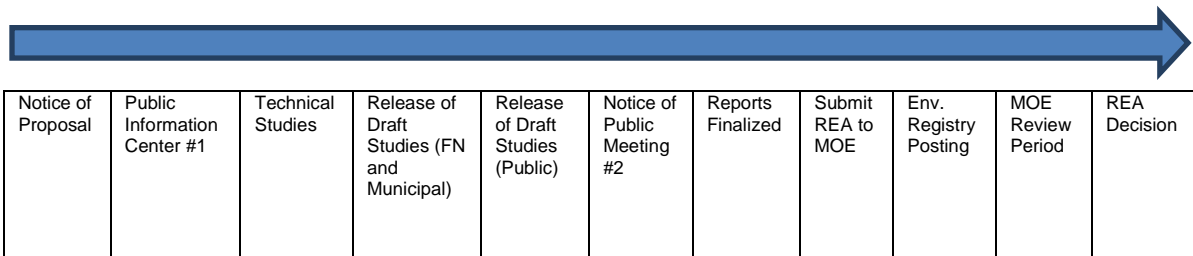 Notice of
Proposal
Public
Information
Center #1
Technical
Studies
Release of
Draft
Studies (FN
and
Municipal)
Release
of Draft
Studies
(Public)
Notice of
Public
Meeting
#2
Reports
Finalized
Submit
REA to
MOE
Env.
Registry
Posting
MOE
Review
Period
REA
Decision